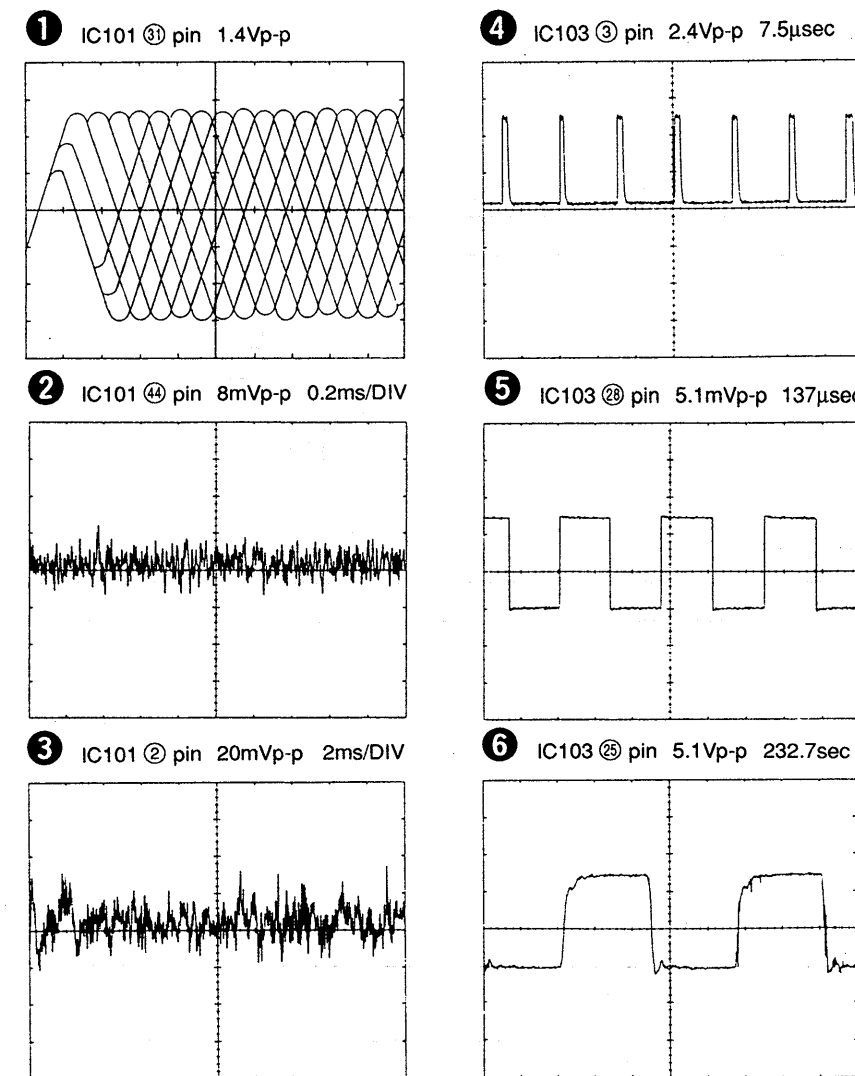 ❶ IC101 ㉛ pin 1.4Vp-p
❷ IC101 ㊹ pin 8mVp-p 0.2ms/DIV
❸ IC101 ② pin 20mVp-p 2ms/DIV
❹ IC103 ③ pin 2.4Vp-p 7.5μsec
❺ IC103 ㉘ pin 5.1mVp-p 137μsec
❻ IC103 ㉕ pin 5.1Vp-p 232.7sec